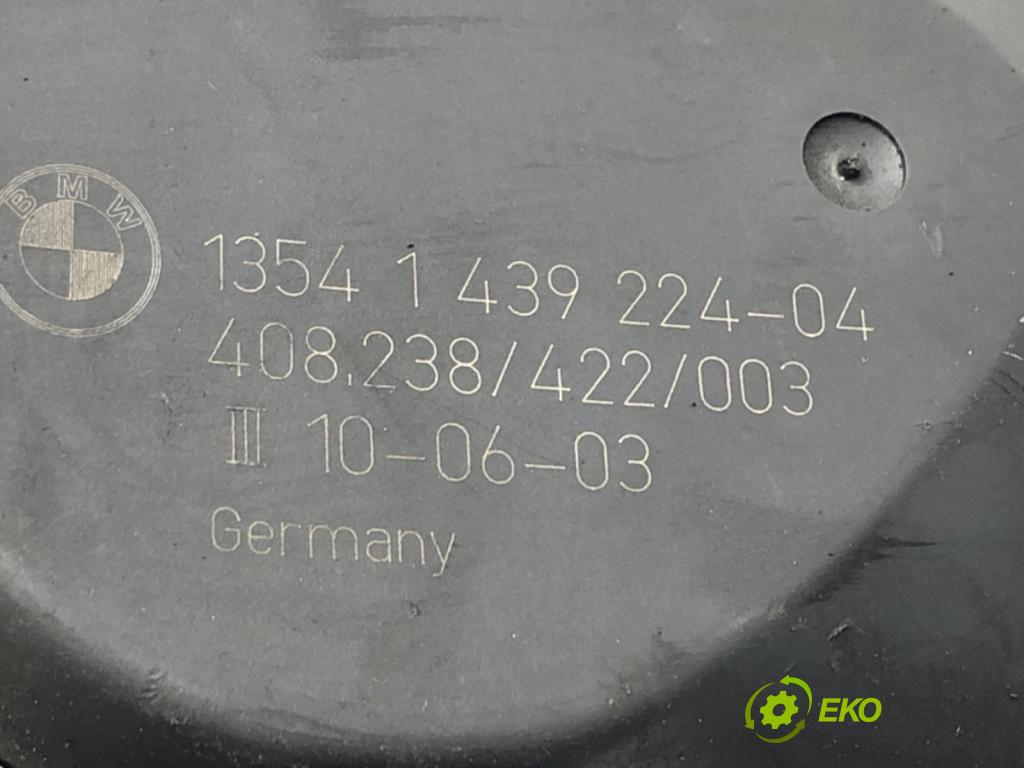 BMW
1354 1 439 224-04
408.238/422/003
III 10-06-03
Germany
EKO